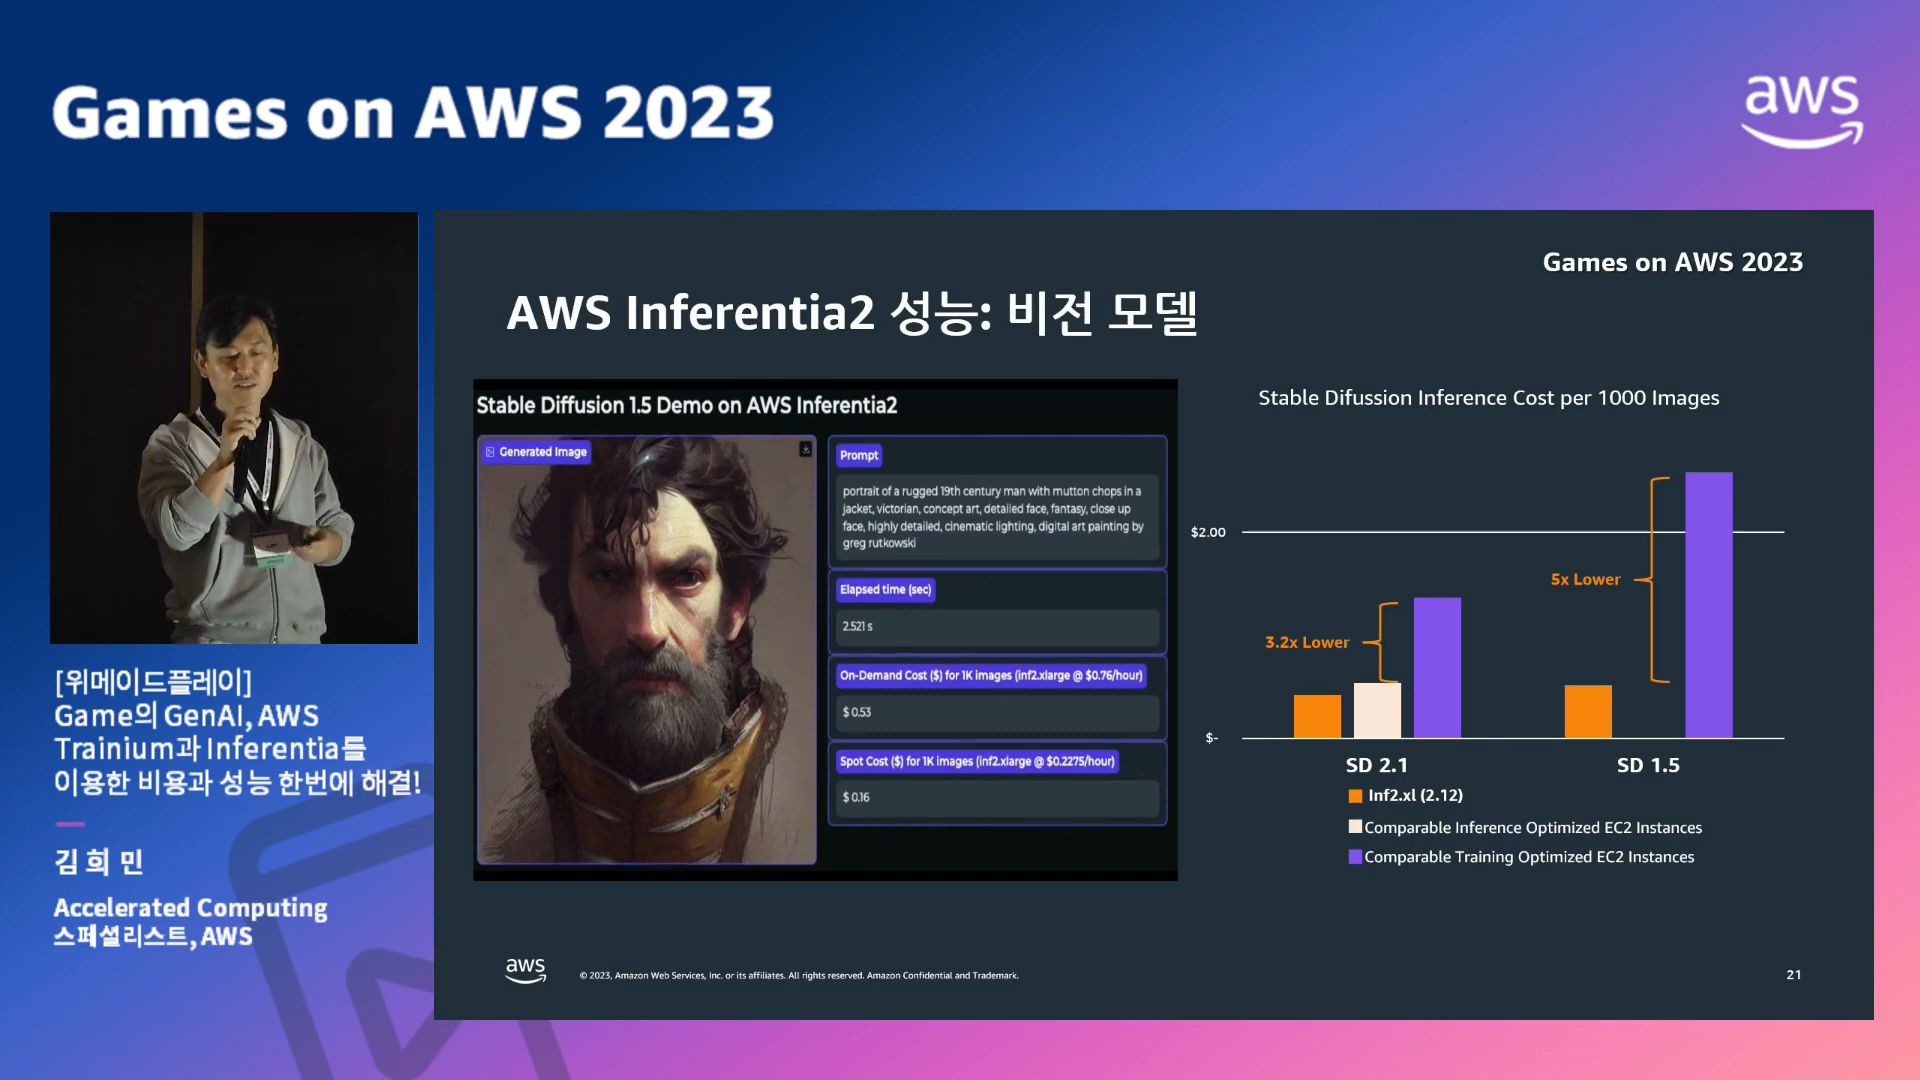 Games on AWS 2023
aws
[위메이드플레이]
Game의 GenAI, AWS
Trainium과 Inferentia를
이용한 비용과 성능 한번에 해결!
김 희 민
Accelerated Computing
스페셜리스트, AWS
Games on AWS 2023
AWS Inferentia2 성능: 비전 모델
Stable Diffusion 1.5 Demo on AWS Inferentia2
Generated Image
Prompt
portrait of a rugged 19th century man with mutton chops in a
jacket, victorian, concept art, detailed face, fantasy, close up
face, highly detailed, cinematic lighting, digital art painting by
greg rutkowski
Elapsed time (sec)
2.521 s
On-Demand Cost ($) for 1K images (inf2.xlarge @ $0.76/hour)
$ 0.53
Spot Cost ($) for 1K images (inf2.xlarge @ $0.2275/hour)
$ 0.16
Stable Difussion Inference Cost per 1000 Images
$2.00
5x Lower
3.2x Lower
$-
SD 2.1
SD 1.5
Inf2.xl (2.12)
Comparable Inference Optimized EC2 Instances
Comparable Training Optimized EC2 Instances
aws
© 2023, Amazon Web Services, Inc. or its affiliates. All rights reserved. Amazon Confidential and Trademark.
21